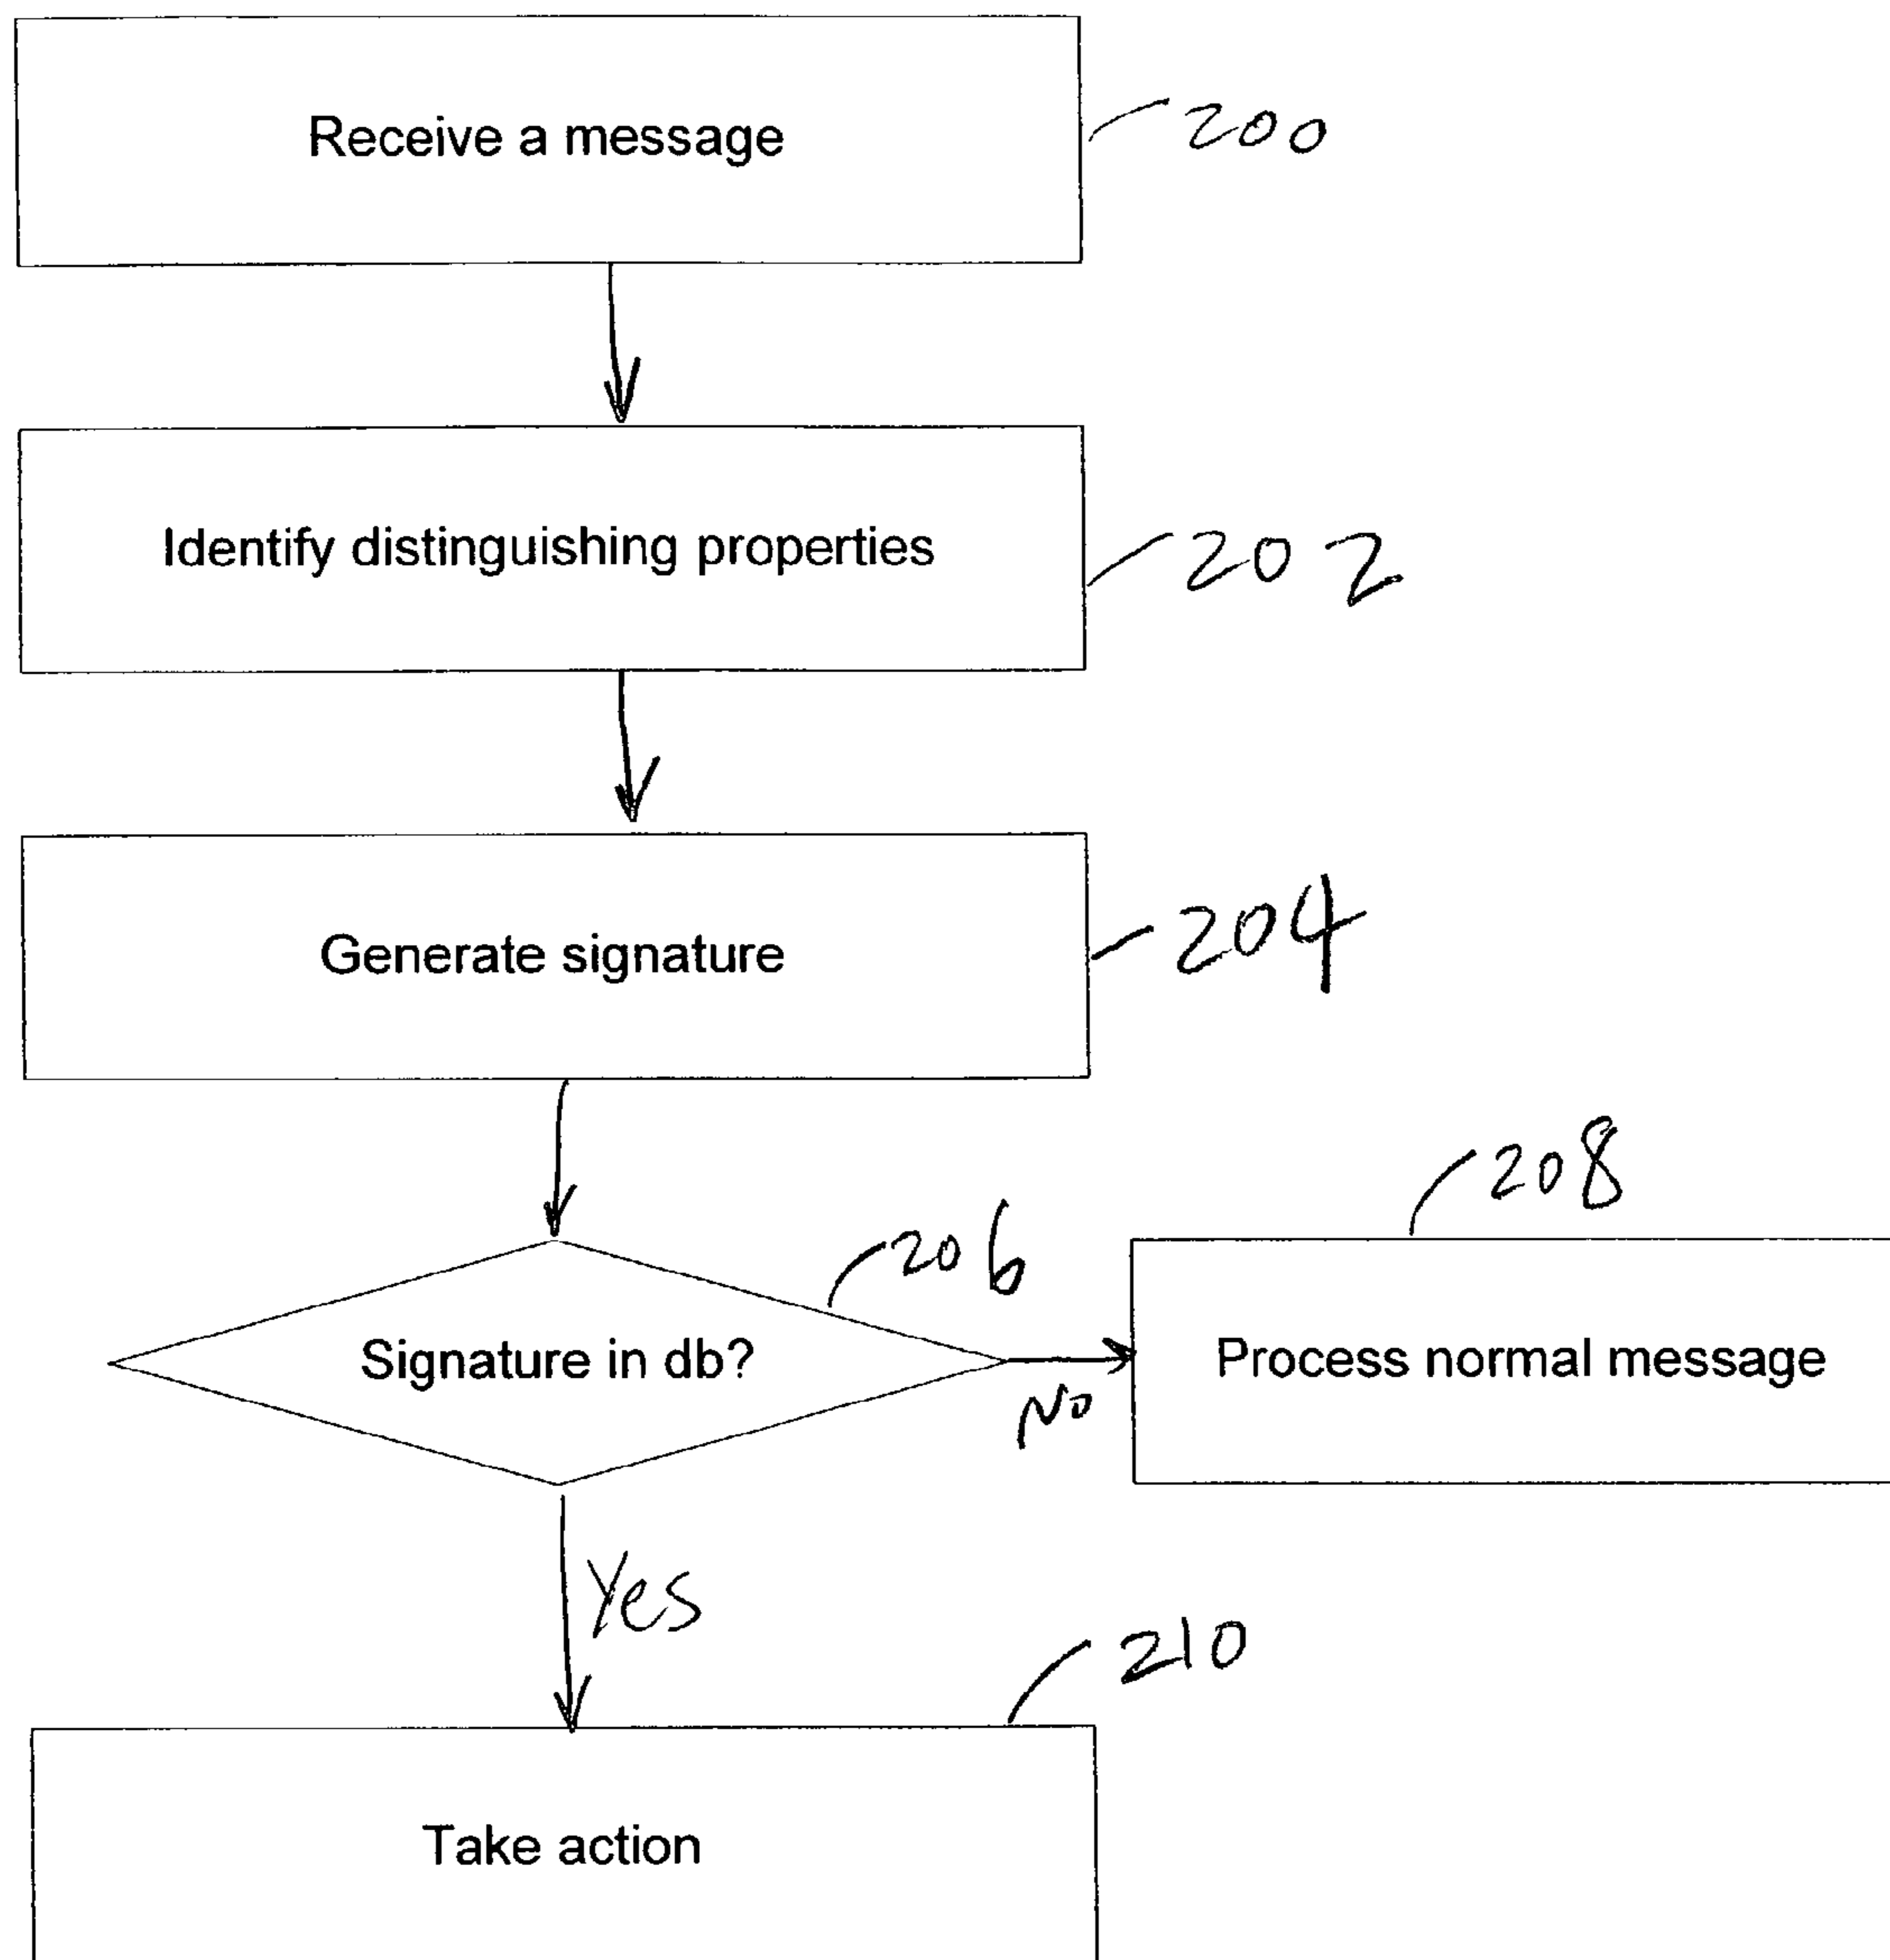 Receive a message
200
Identify distinguishing properties
202
Generate signature
204
206
208
Signature in db?
No
Process normal message
Yes
210
Take action